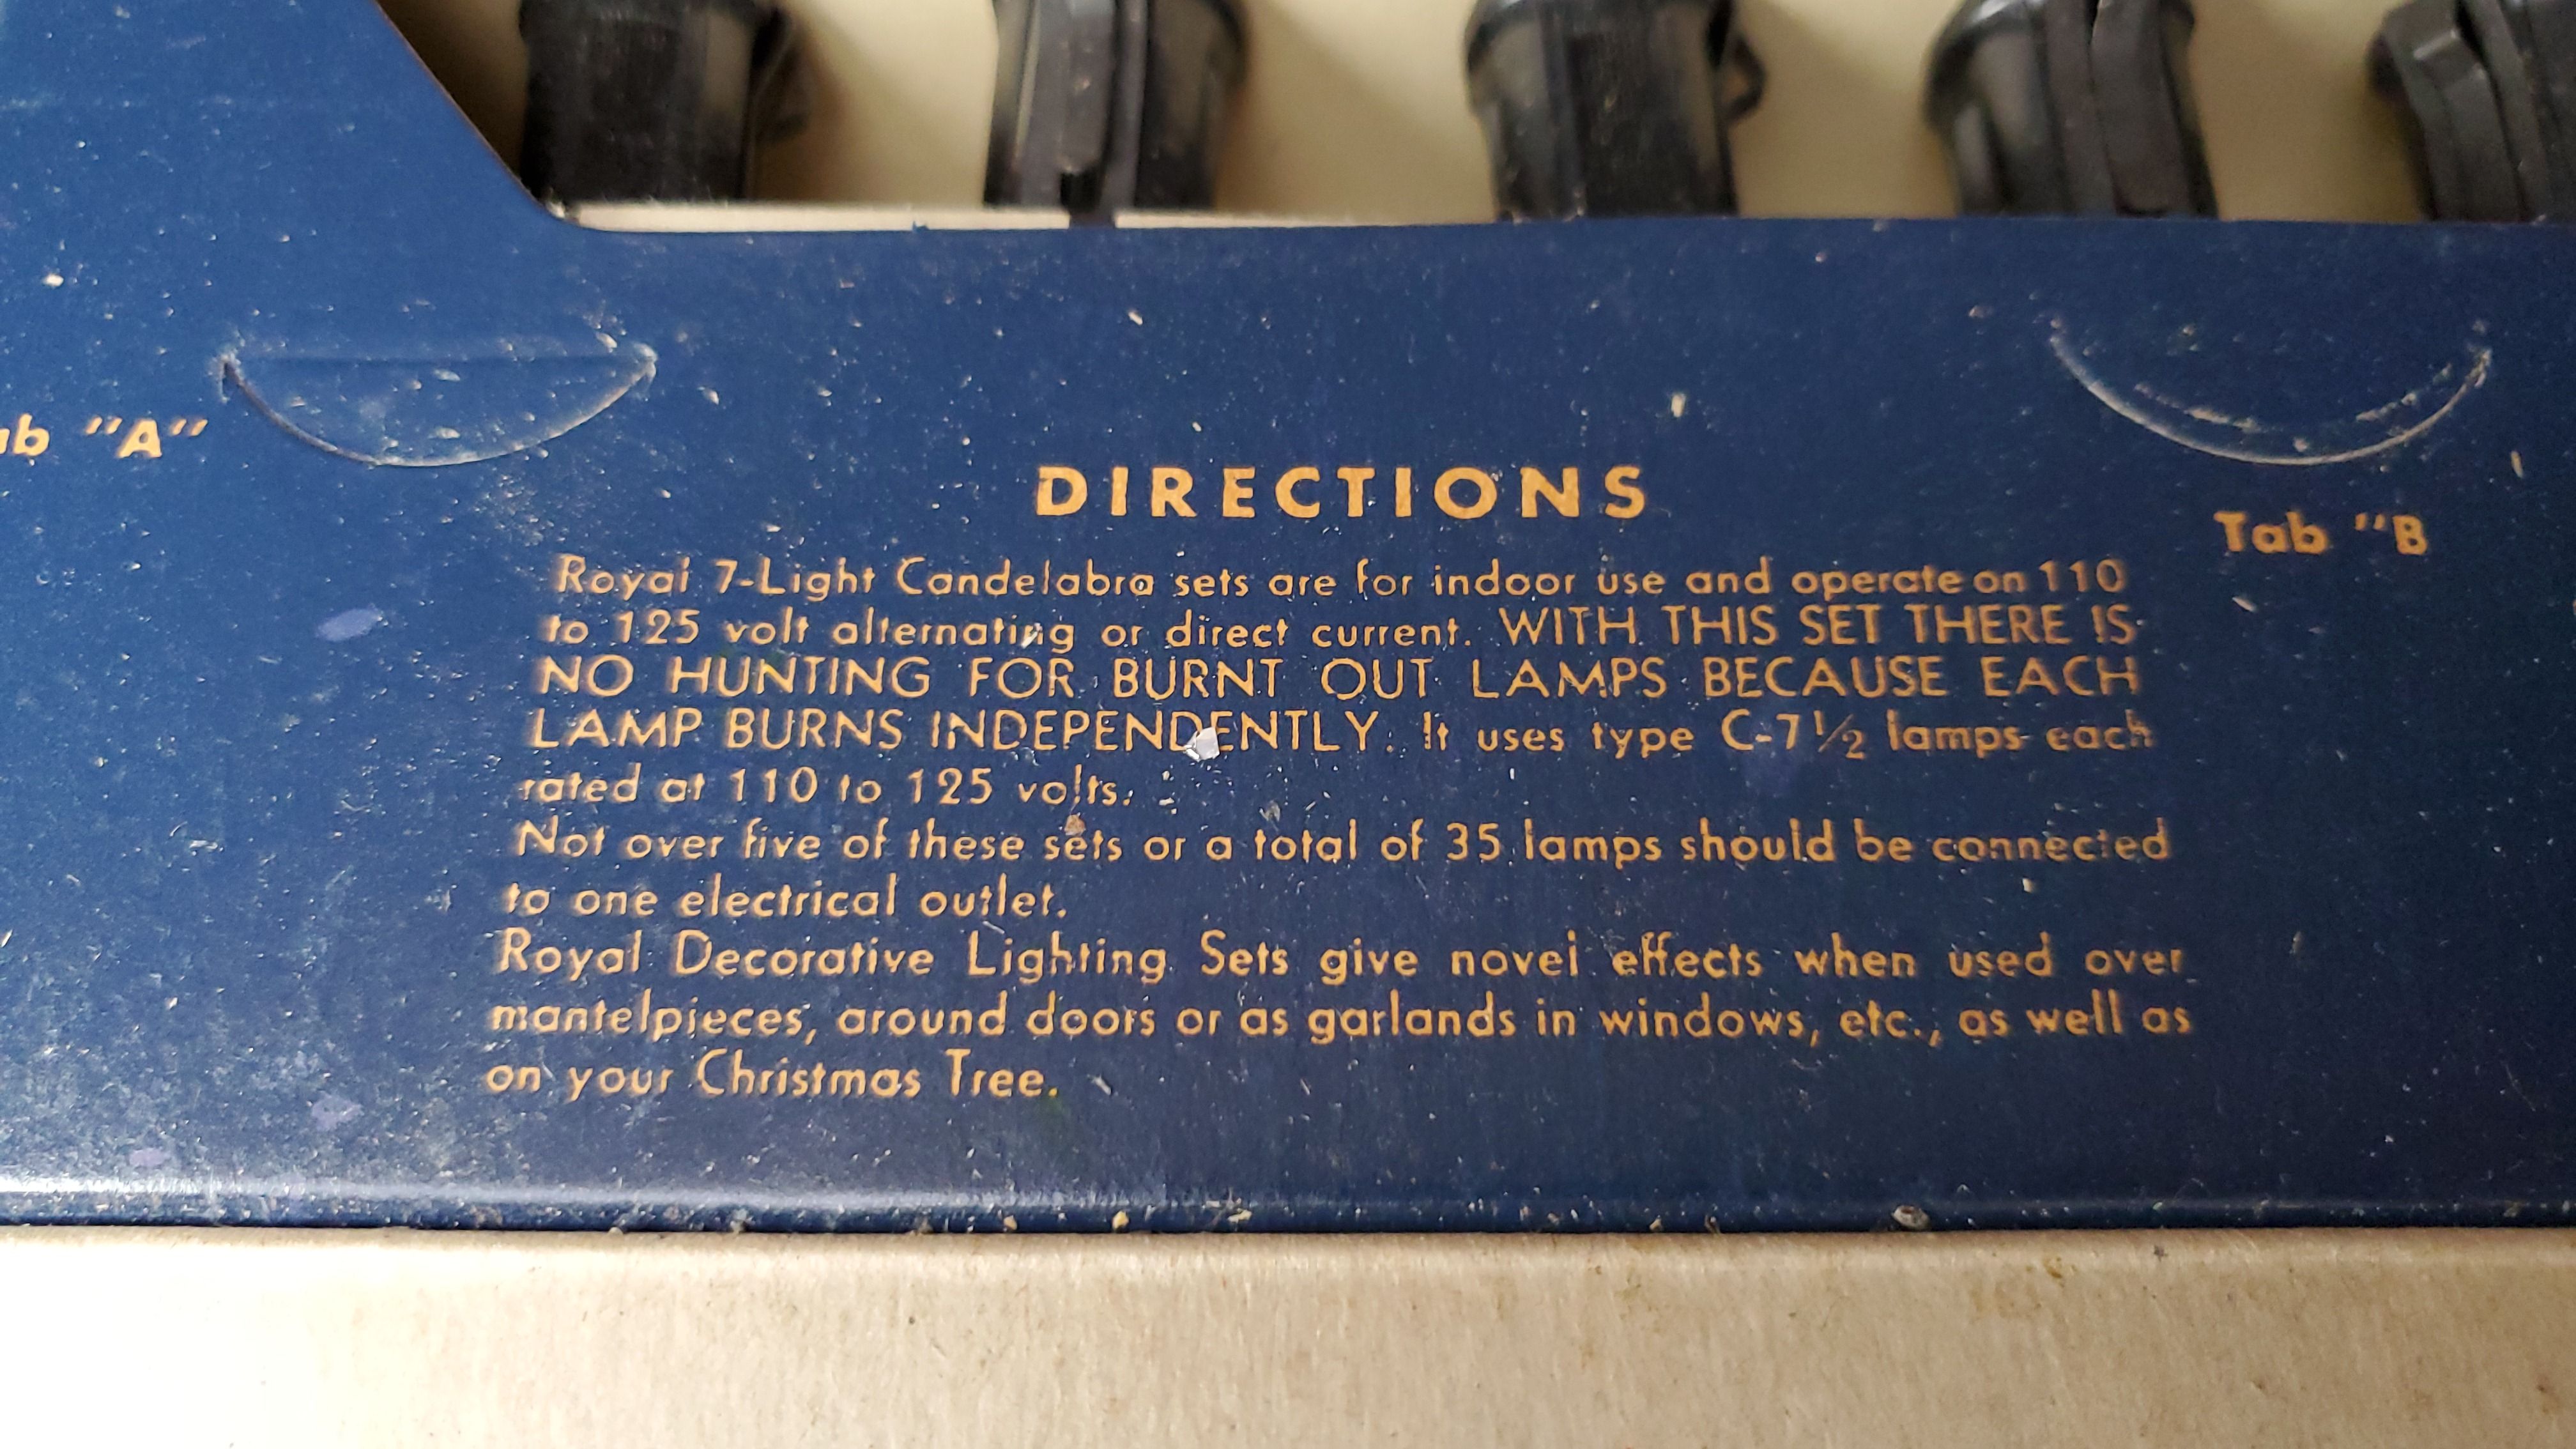 ab "A"
DIRECTIONS
Tab "B
Royal 7-Light Candelabra sets are for indoor use and operate on 110
to 125 volt alternating or direct current. WITH THIS SET THERE IS
NO HUNTING FOR BURNT OUT LAMPS BECAUSE EACH
LAMP BURNS INDEPENDENTLY. It uses type C-7½ lamps each
rated at 110 to 125 volts.
Not over five of these sets or a total of 35 lamps should be connected
to one electrical outlet.
Royal Decorative Lighting Sets give novel effects when used over
mantelpieces, around doors or as garlands in windows, etc., as well as
on your Christmas Tree.